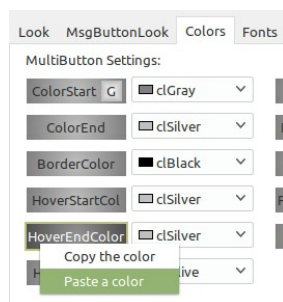 Look MsgButtonLook Colors Fonts
MultiButton Settings:
ColorStart G clGray
ColorEnd clSilver
BorderColor clBlack
HoverStartCol clSilver
HoverEndColor clSilver
Copy the color
Paste a color